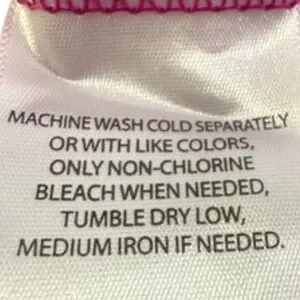 MACHINE WASH COLD SEPARATELY
OR WITH LIKE COLORS,
ONLY NON-CHLORINE
BLEACH WHEN NEEDED,
TUMBLE DRY LOW,
MEDIUM IRON IF NEEDED.